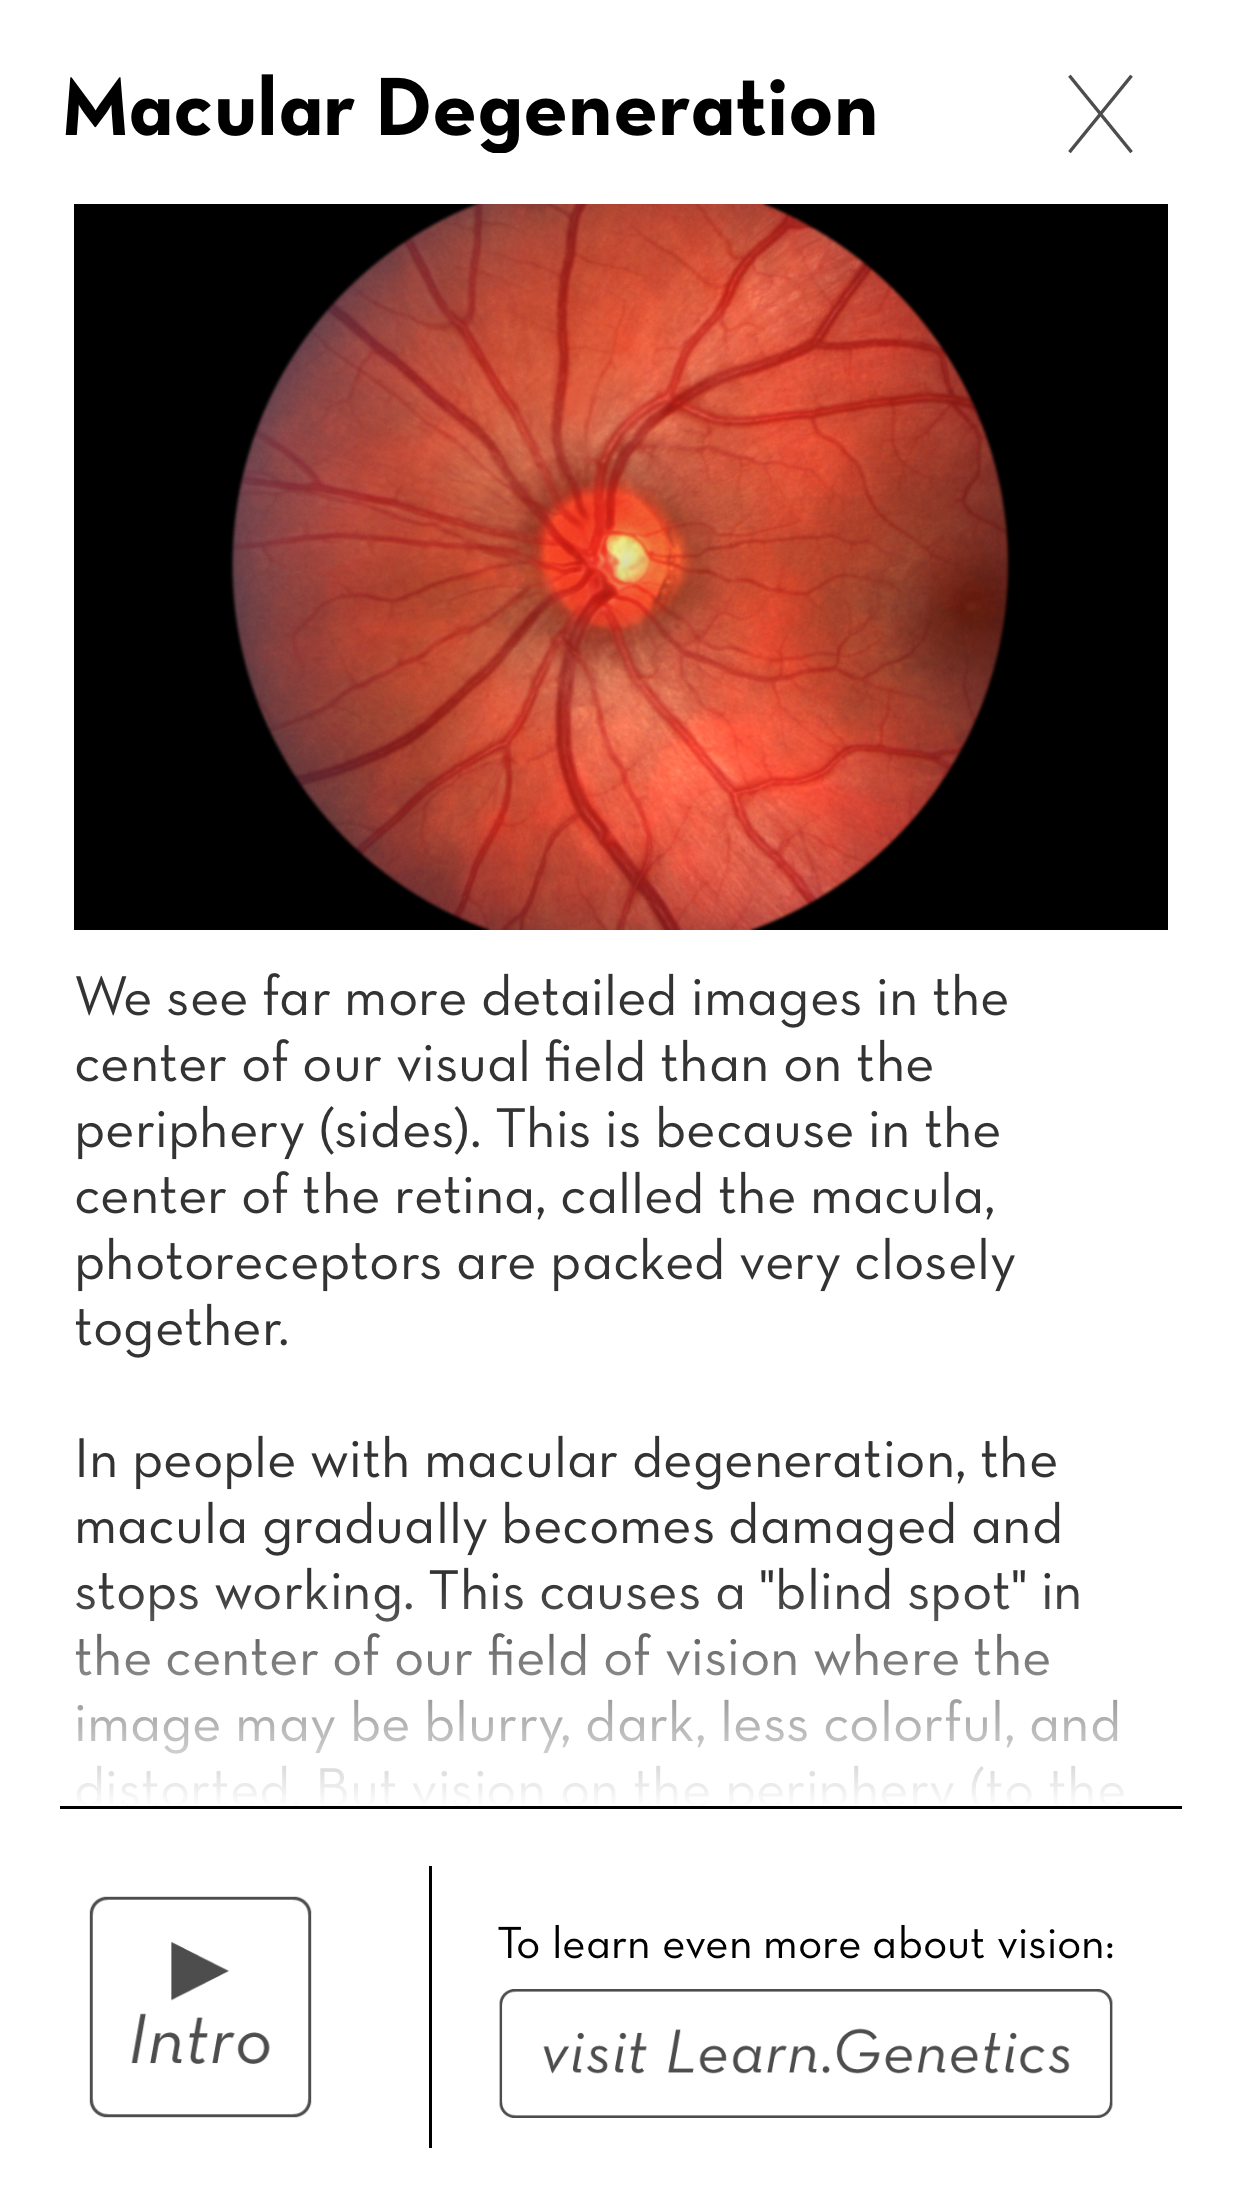 Macular Degeneration
We see far more detailed images in the
center of our visual field than on the
periphery (sides). This is because in the
center of the retina, called the macula,
photoreceptors are packed very closely
together.
In people with macular degeneration, the
macula gradually becomes damaged and
stops working. This causes a "blind spot" in
the center of our field of vision where the
image may be blurry, dark, less colorful, and
distorted. But vision on the periphery (to the
Intro
To learn even more about vision:
visit Learn.Genetics